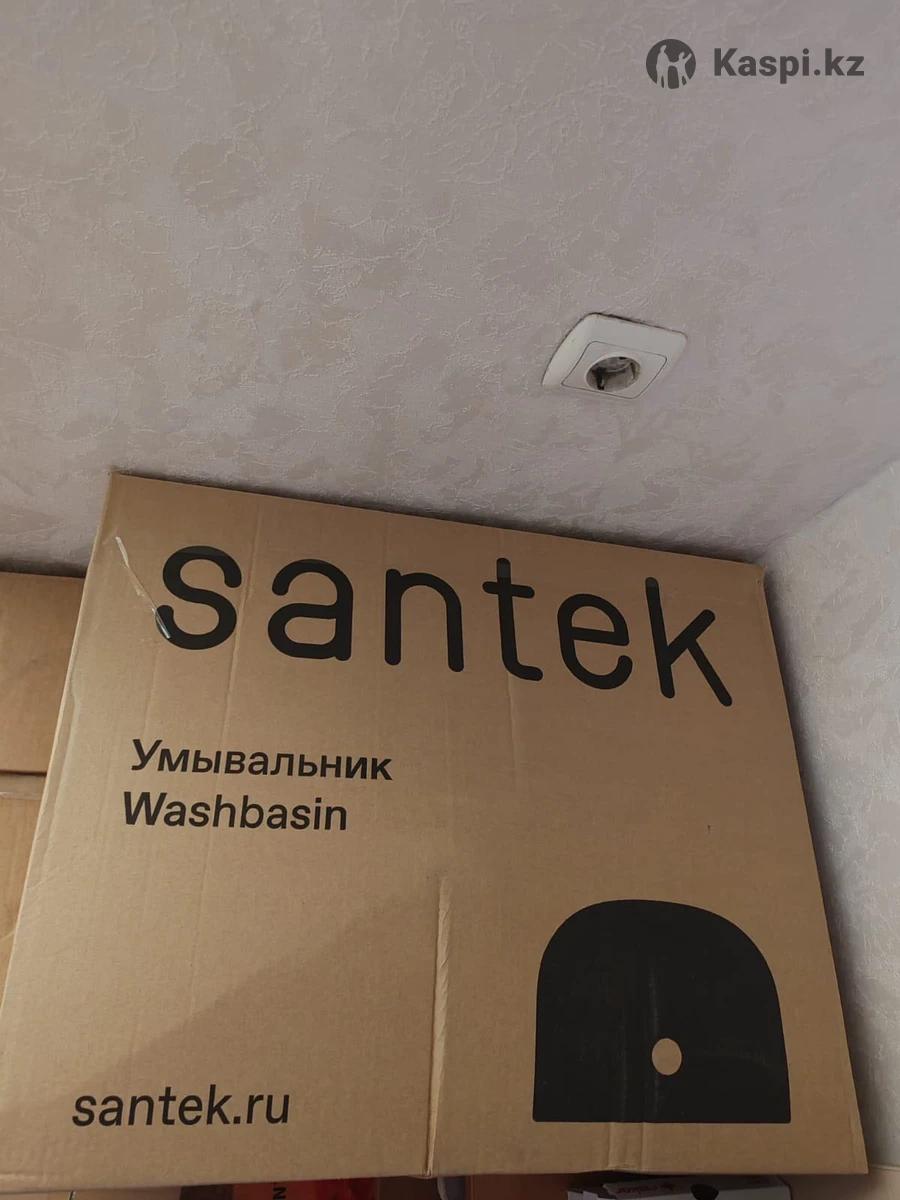 Kaspi.kz
santek
Умывальник
Washbasin
santek.ru